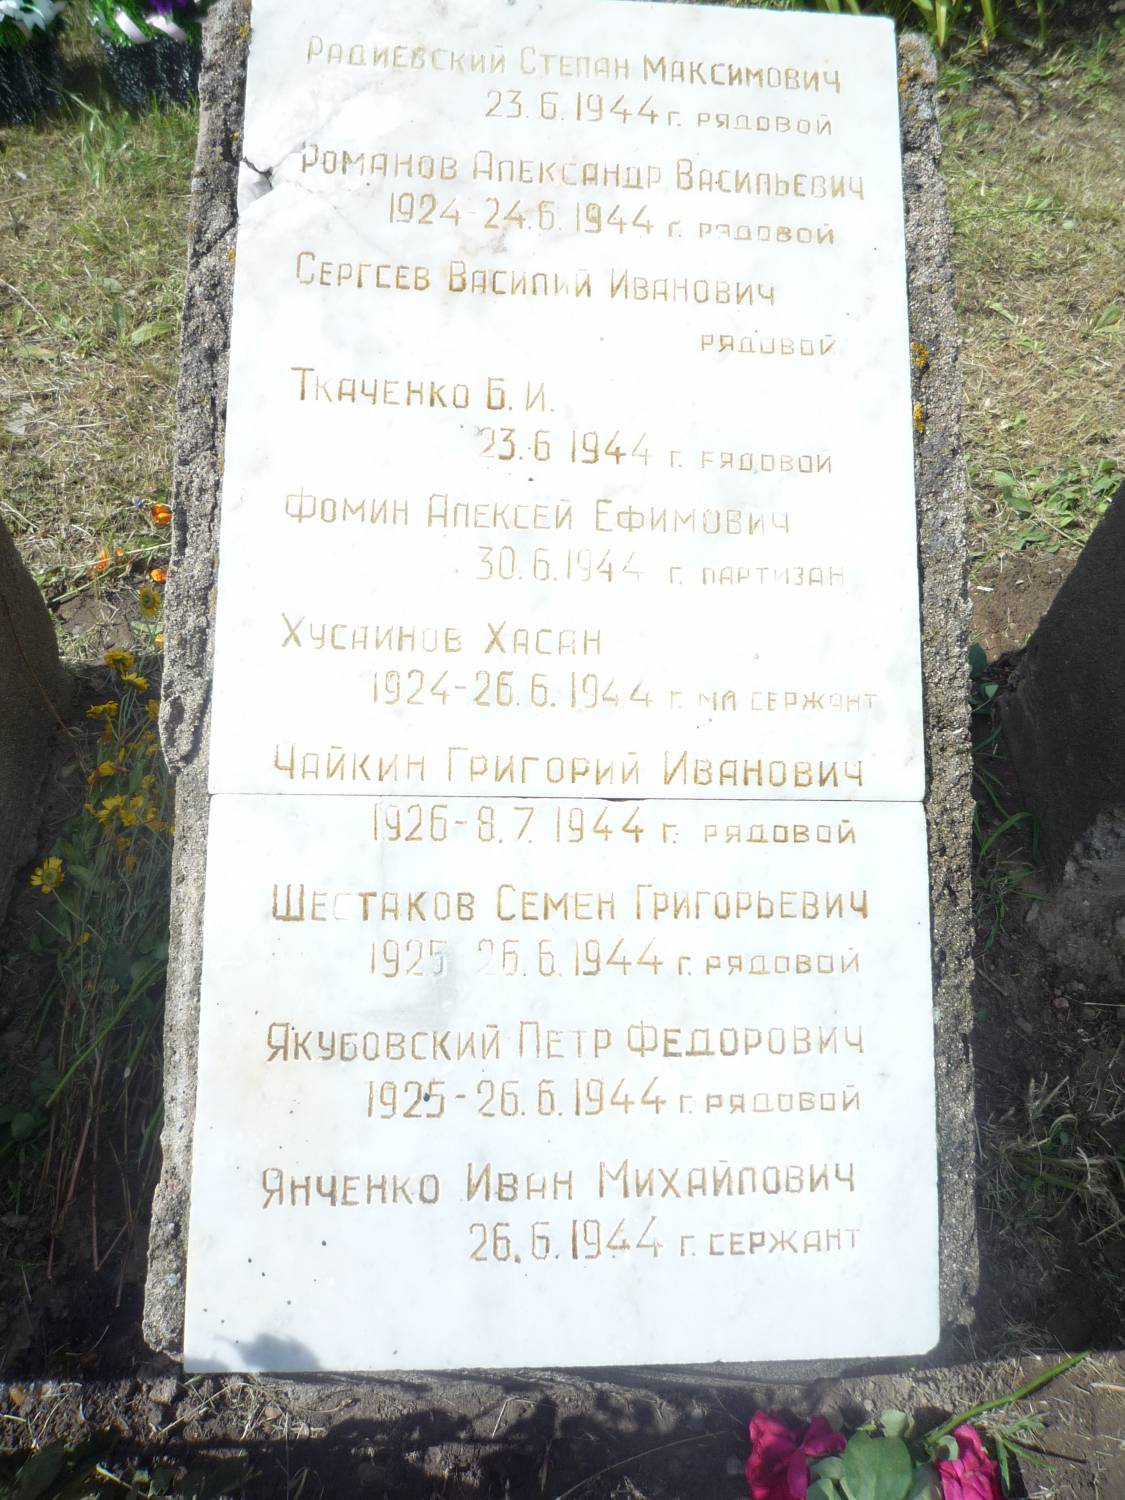 Радиевский Степан Максимович
23.6.1944 г. рядовой
Романов Александр Васильевич
1924-24.6.1944 г. рядовой
Сергеев Василий Иванович
рядовой
Ткаченко Б. И.
23.6 1944 г. рядовой
Фомин Алексей Ефимович
30.6.1944 г. партизан
Хусаинов Хасан
1924-26.6.1944 г. мл сержант
Чайкин Григорий Иванович
1926-8.7.1944 г. рядовой
Шестаков Семен Григорьевич
1925 26.6.1944 г. рядовой
Якубовский Петр Федорович
1925-26.6.1944 г. рядовой
Янченко Иван Михайлович
26.6.1944 г. сержант